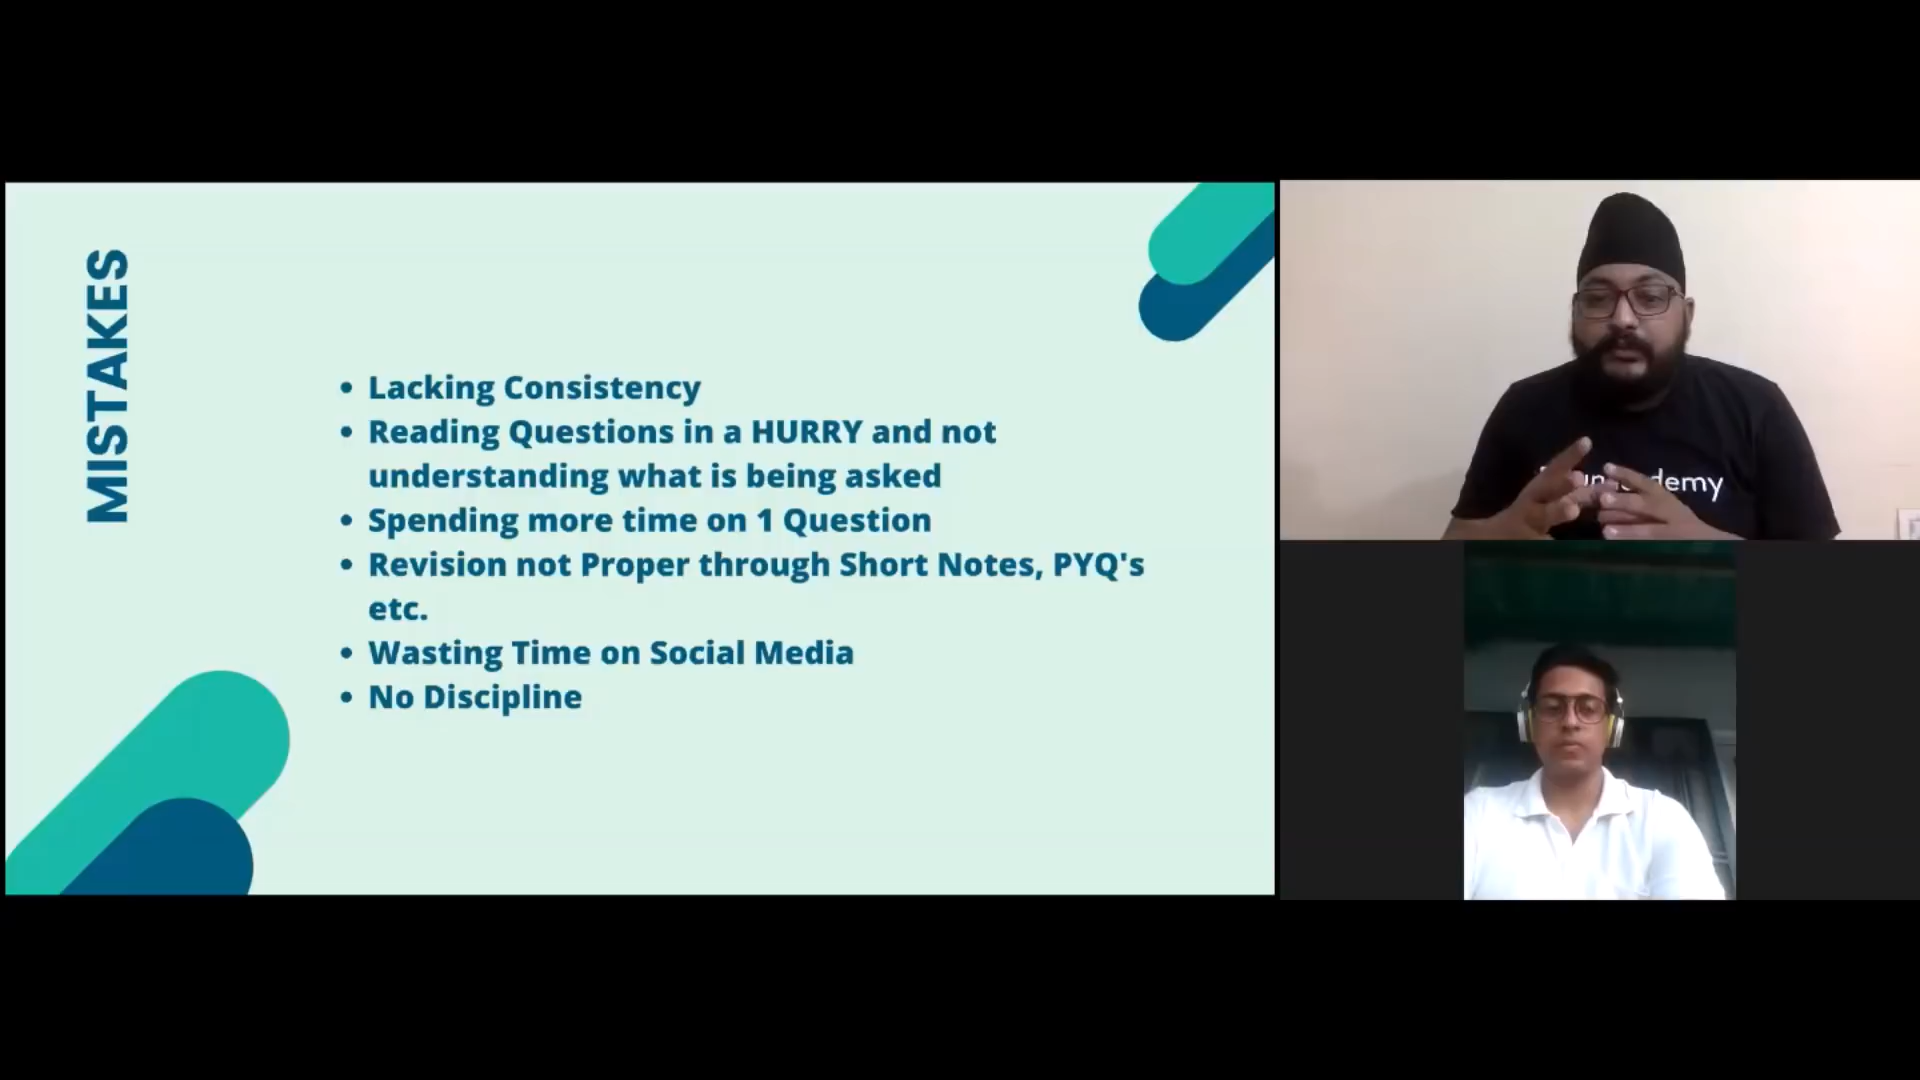 MISTAKES
• Lacking Consistency
• Reading Questions in a HURRY and not
understanding what is being asked
• Spending more time on 1 Question
• Revision not Proper through Short Notes, PYQ's
etc.
• Wasting Time on Social Media
• No Discipline